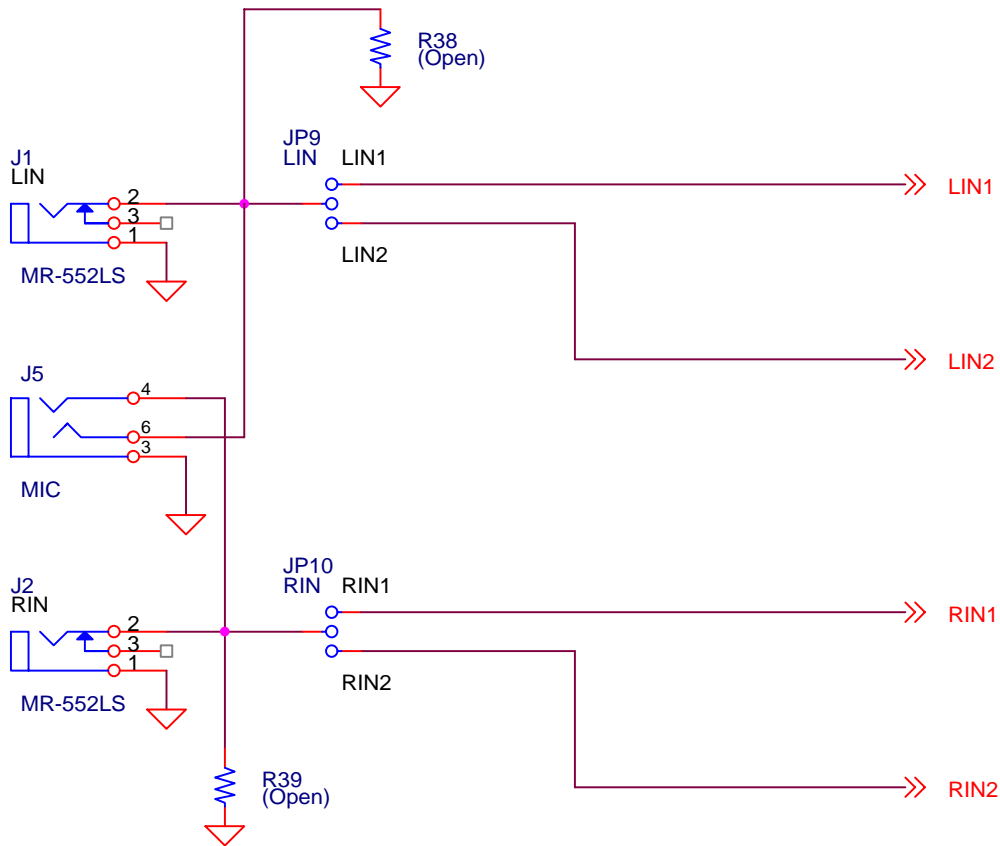 R38
(Open)
JP9
LIN
LIN1
J1
LIN
2
3
1
LIN1
MR-552LS
LIN2
LIN2
J5
4
6
3
MIC
JP10
RIN
RIN1
J2
RIN
2
3
1
RIN1
MR-552LS
RIN2
R39
(Open)
RIN2